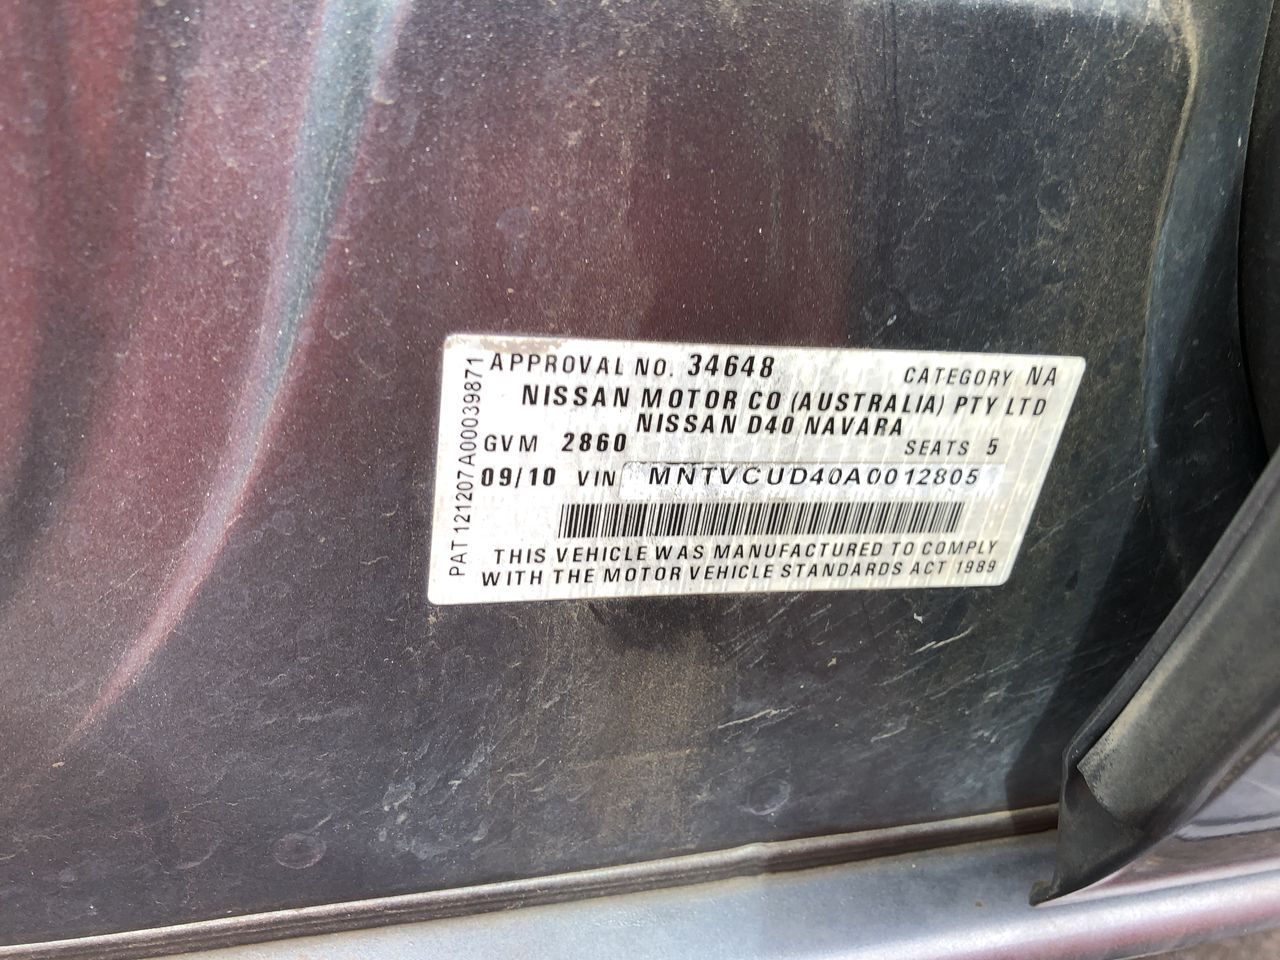 APPROVAL NO. 34648 CATEGORY NA
NISSAN MOTOR CO (AUSTRALIA) PTY LTD
NISSAN D40 NAVARA
GVM 2860 SEATS 5
09/10 VIN MNTVCUD40A0012805
THIS VEHICLE WAS MANUFACTURED TO COMPLY
WITH THE MOTOR VEHICLE STANDARDS ACT 1989
PAT 121207A000039871